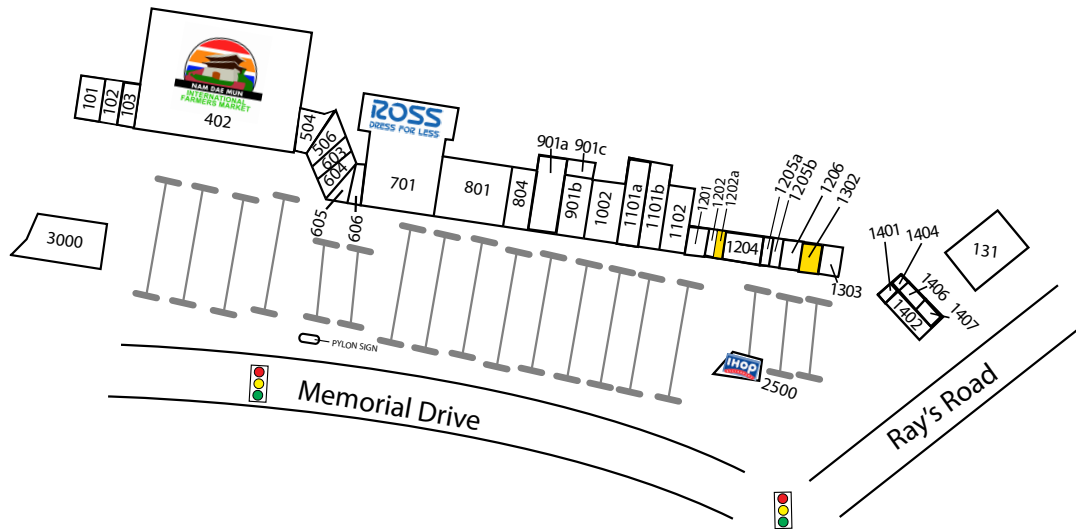 101
102
103
NAM DAE MUN
INTERNATIONAL
FARMERS MARKET
402
504
506
603
604
605
606
ROSS
DRESS FOR LESS
701
801
804
901a
901b
901c
1002
1101a
1101b
1102
1201
1202
1202a
1204
1205a
1205b
1206
1302
1303
1401
1404
1406
1407
1402
131
3000
PYLON SIGN
IHOP
2500
Memorial Drive
Ray's Road